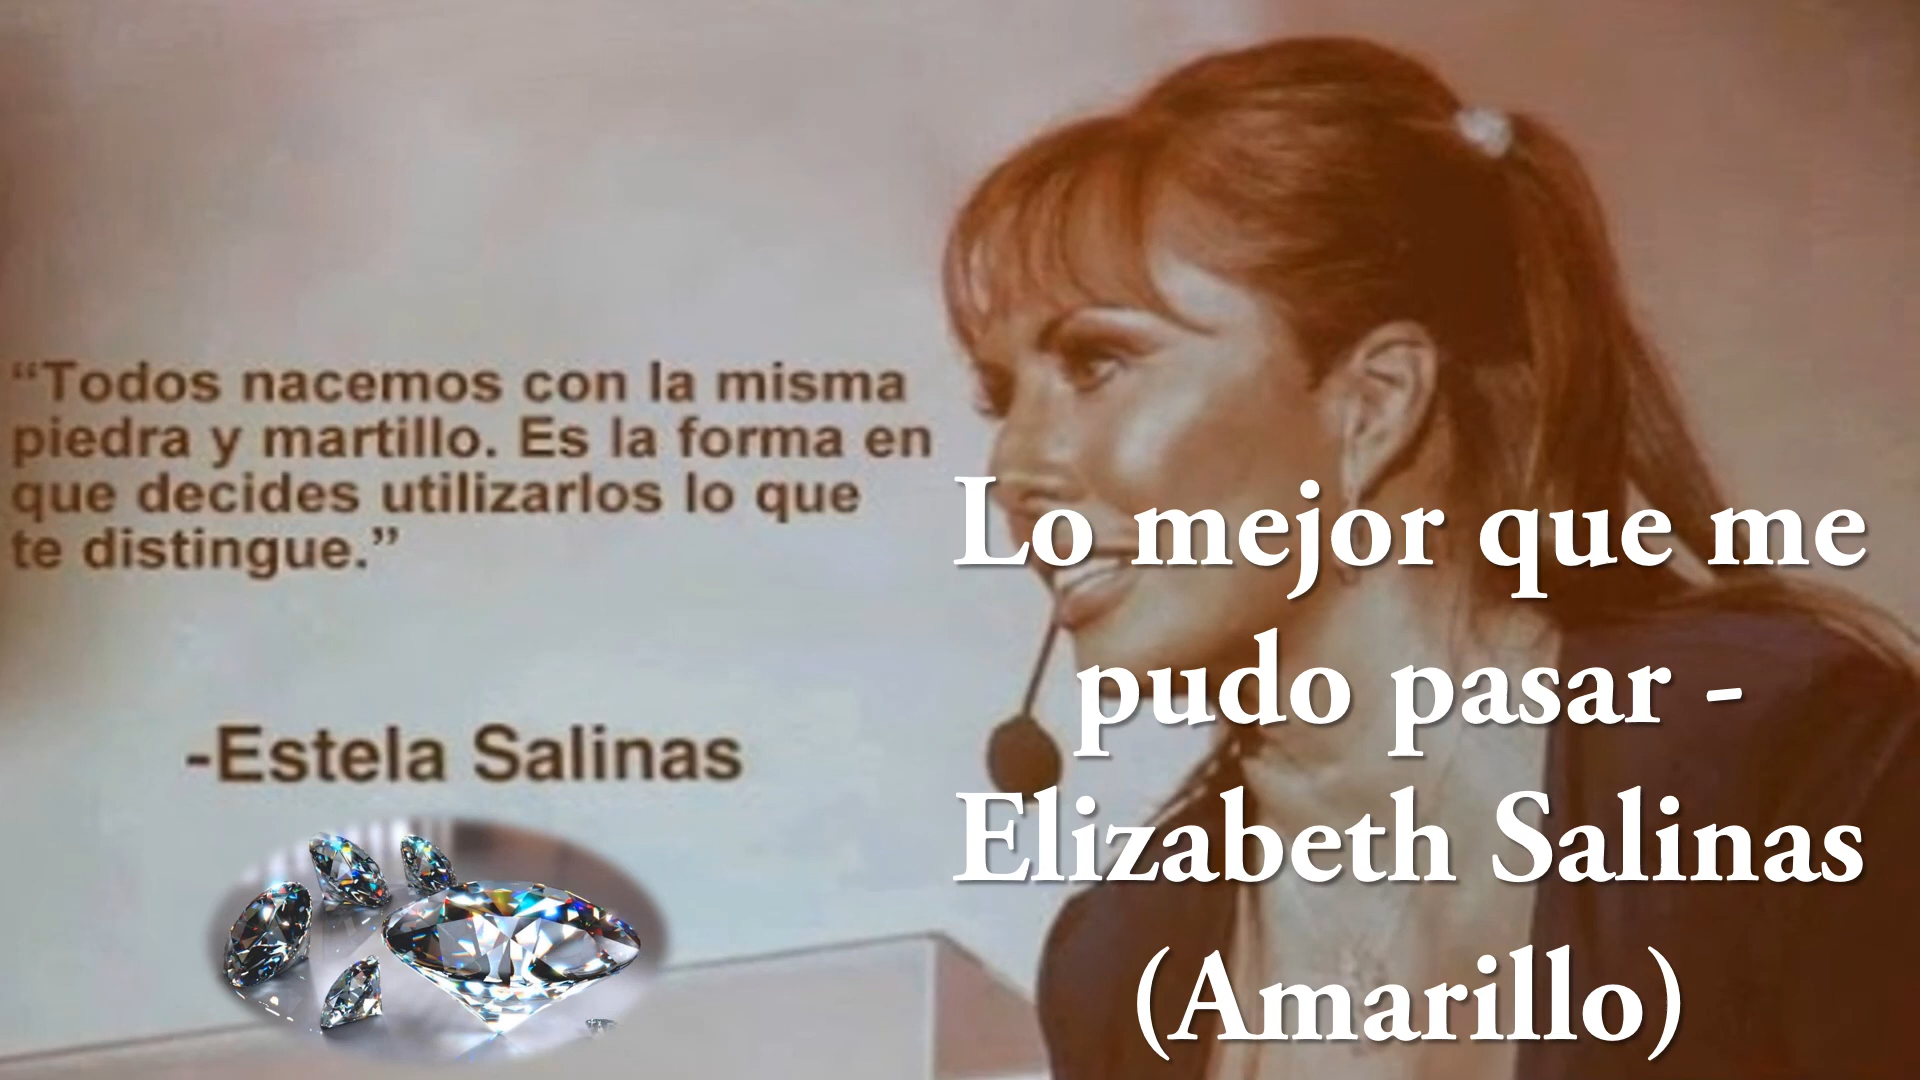 “Todos nacemos con la misma
piedra y martillo. Es la forma en
que decides utilizarlos lo que
te distingue.”
-Estela Salinas
Lo mejor que me
pudo pasar -
Elizabeth Salinas
(Amarillo)